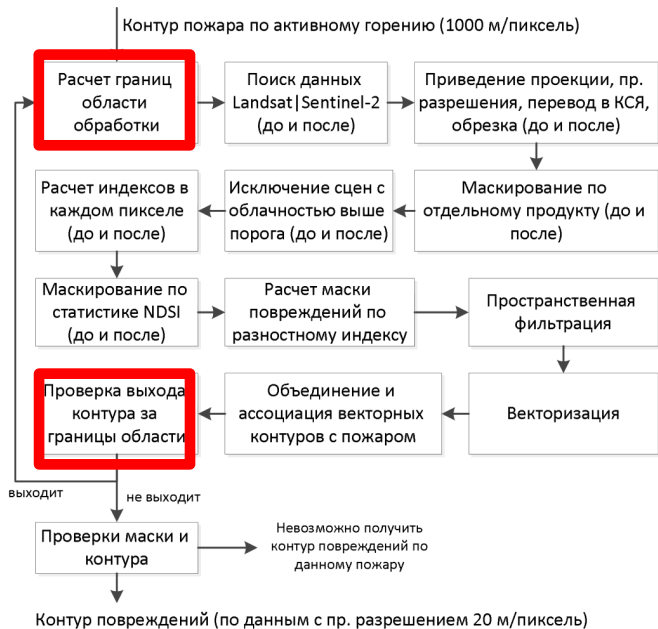 Контур пожара по активному горению (1000 м/пиксель)
Расчет границ
области
обработки
Поиск данных
Landsat|Sentinel-2
(до и после)
Приведение проекции, пр.
разрешения, перевод в КСЯ,
обрезка (до и после)
Расчет индексов в
каждом пикселе
(до и после)
Исключение сцен с
облачностью выше
порога (до и после)
Маскирование по
отдельному продукту (до и
после)
Маскирование по
статистике NDSI
(до и после)
Расчет маски
повреждений по
разностному индексу
Пространственная
фильтрация
Проверка выхода
контура за
границы области
Объединение и
ассоциация векторных
контуров с пожаром
Векторизация
выходит
не выходит
Проверки маски и
контура
Невозможно получить
контур повреждений по
данному пожару
Контур повреждений (по данным с пр. разрешением 20 м/пиксель)